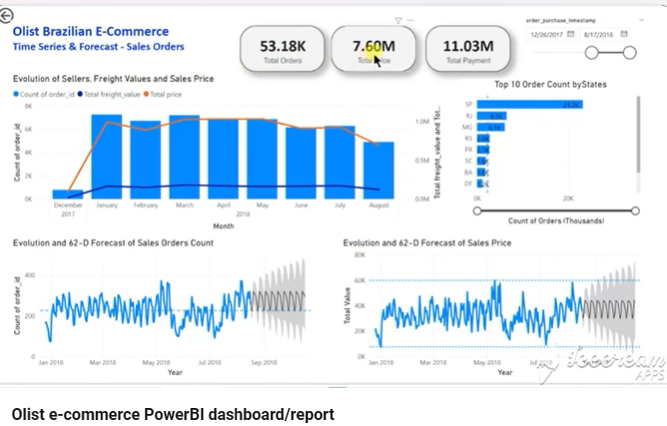 Olist Brazilian E-Commerce
Time Series & Forecast - Sales Orders
53.18K
Total Orders
7.60M
11.03M
Total Payment
order_purchase_timestamp
12/26/2017
8/17/2018
Evolution of Sellers, Freight Values and Sales Price
Count of order_id Total freight_value Total price
Count of order_id
8K
6K
4K
2K
0K
1.0M
0.5M
0.0M
Total freight_value and Tot...
December January February March April May June July August
2017 2018
Month
Top 10 Order Count byStates
SP
RJ
MG
RS
PR
SC
BA
DF
0K 20K
Count of Orders (Thousands)
Evolution and 62-D Forecast of Sales Orders Count
Count of order_id
400
200
0
Jan 2018 Mar 2018 May 2018 Jul 2018 Sep 2018
Year
Evolution and 62-D Forecast of Sales Price
Total Value
80K
60K
40K
20K
0K
Jan 2018 Mar 2018 May 2018
Year
Icecream
APPS
Olist e-commerce PowerBI dashboard/report